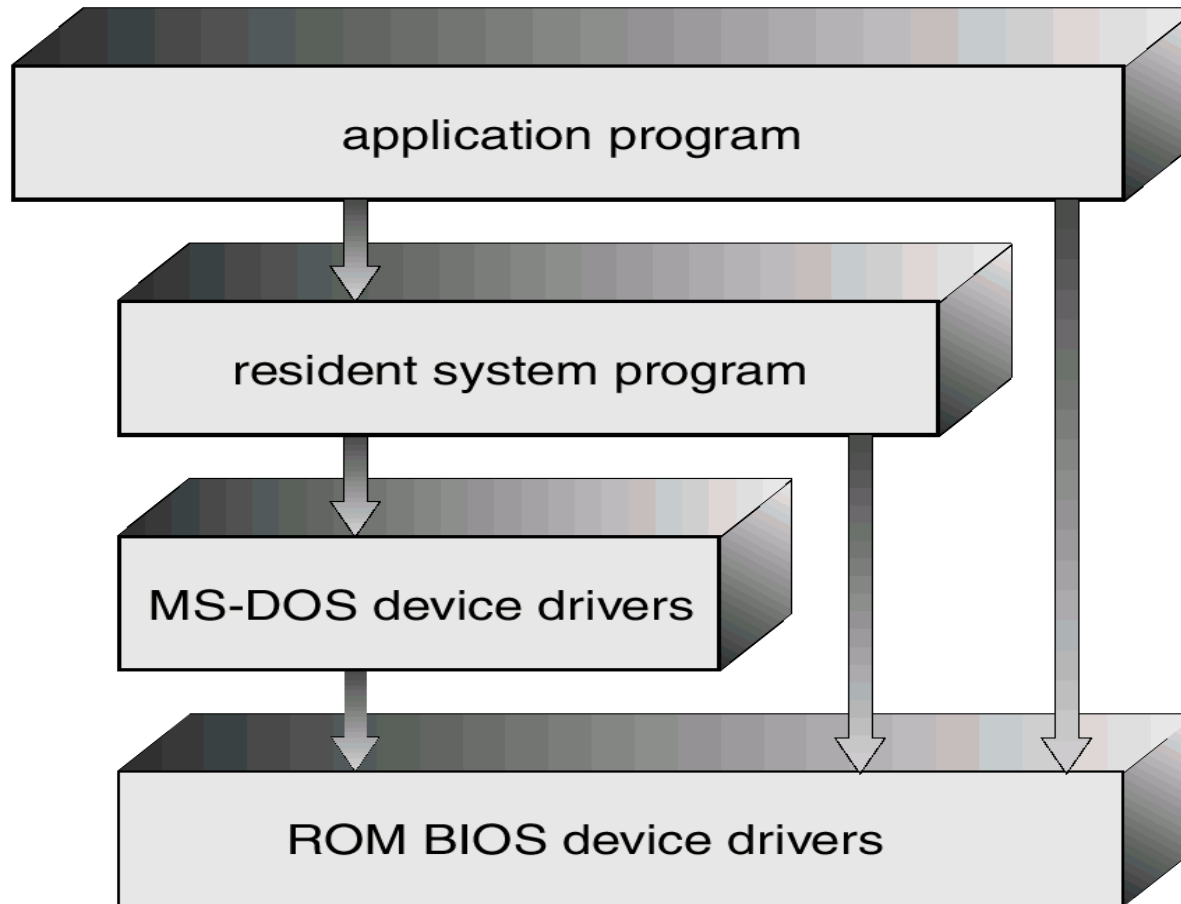 application program
resident system program
MS-DOS device drivers
ROM BIOS device drivers